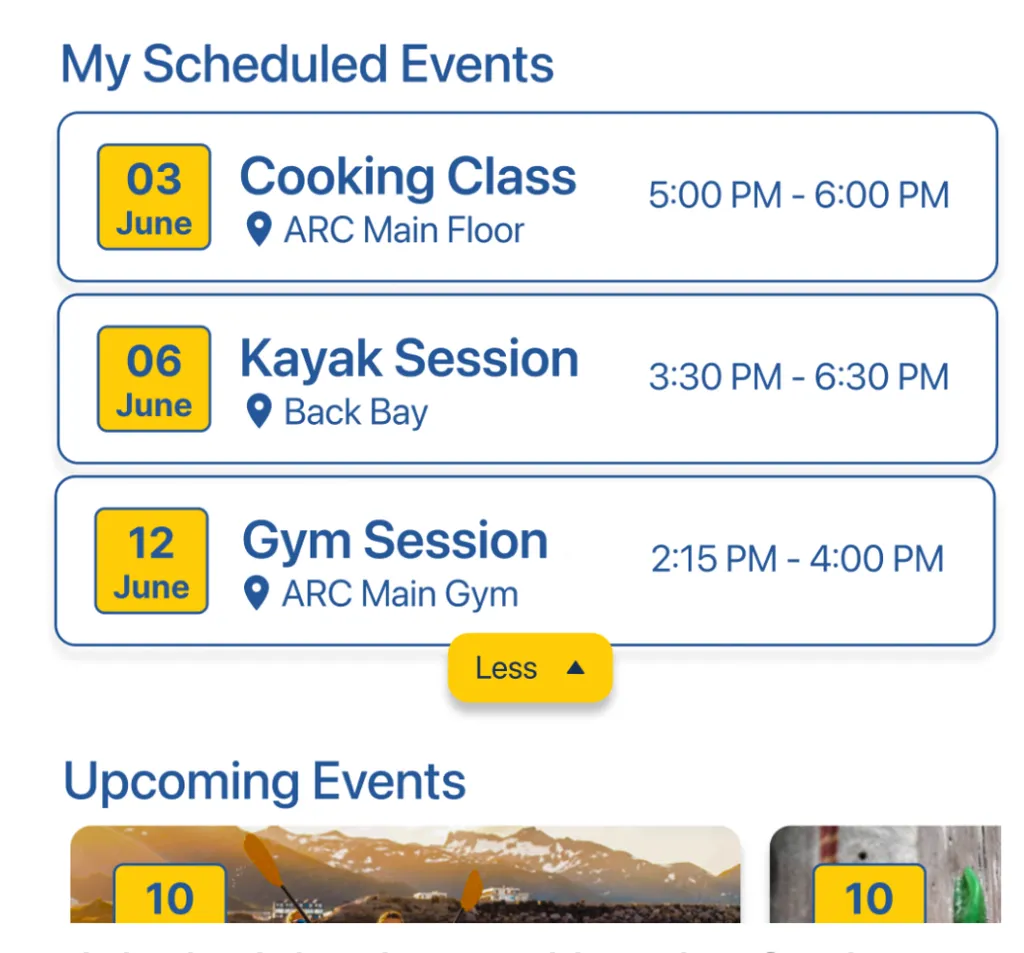 My Scheduled Events
03
June
Cooking Class
ARC Main Floor
5:00 PM - 6:00 PM
06
June
Kayak Session
Back Bay
3:30 PM - 6:30 PM
12
June
Gym Session
ARC Main Gym
2:15 PM - 4:00 PM
Less
Upcoming Events
10
10